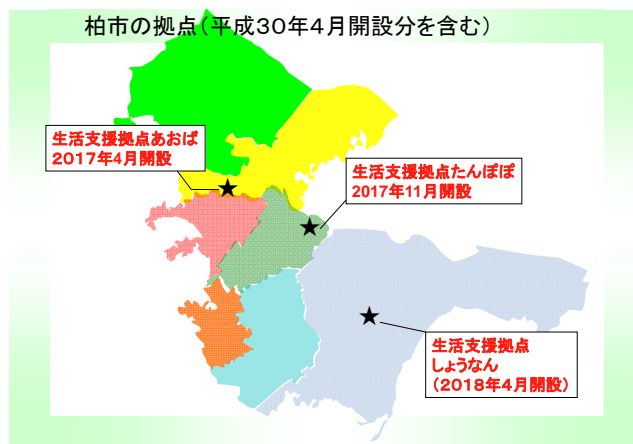 柏市の拠点（平成３０年４月開設分を含む）
生活支援拠点あおば
２０１７年４月開設
生活支援拠点たんぽぽ
2017年11月開設
生活支援拠点
しょうなん
（２０１８年４月開設）